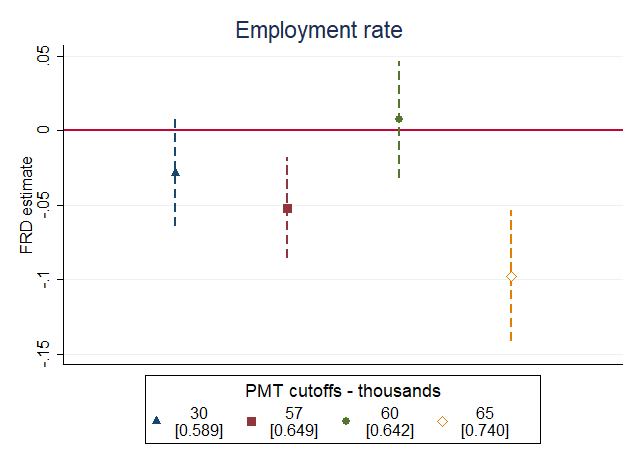 Employment rate
FRD estimate
.05
0
-.05
-.1
-.15
PMT cutoffs - thousands
30 57 60 65
[0.589] [0.649] [0.642] [0.740]